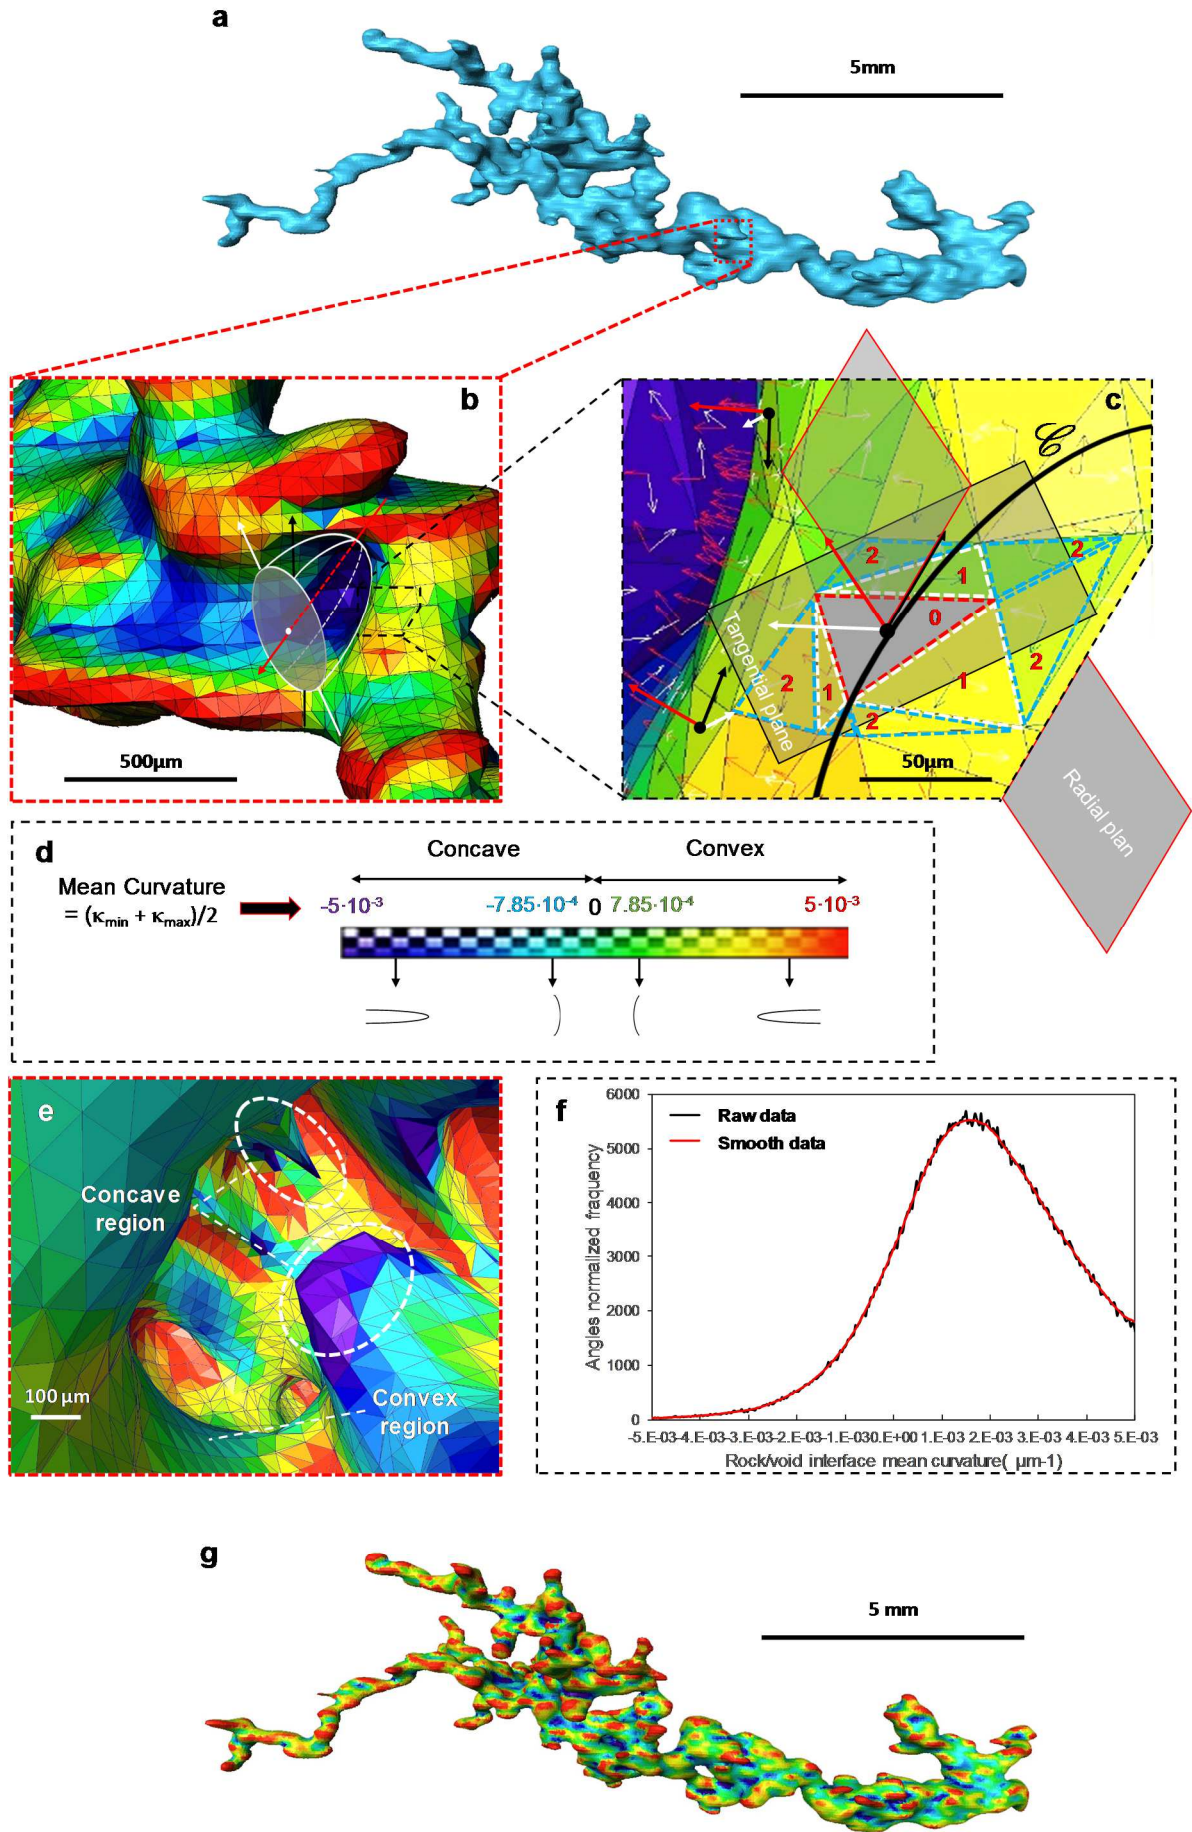 a
5mm
b
500µm
c
𝒞
2
2
1
0
2
1
1
2
2
Tangential plane
50µm
Radial plan
d
Concave
Convex
Mean Curvature
= (κmin + κmax)/2
-5·10-3
-7.85·10-4
0
7.85·10-4
5·10-3
e
Concave
region
100 µm
Convex
region
f
Raw data
Smooth data
Angles normalized fraquency
6000
5000
4000
3000
2000
1000
0
-5.E-03
-4.E-03
-3.E-03
-2.E-03
-1.E-03
0.E+00
1.E-03
2.E-03
3.E-03
4.E-03
5.E-03
Rock/void interface mean curvature( µm-1)
g
5 mm